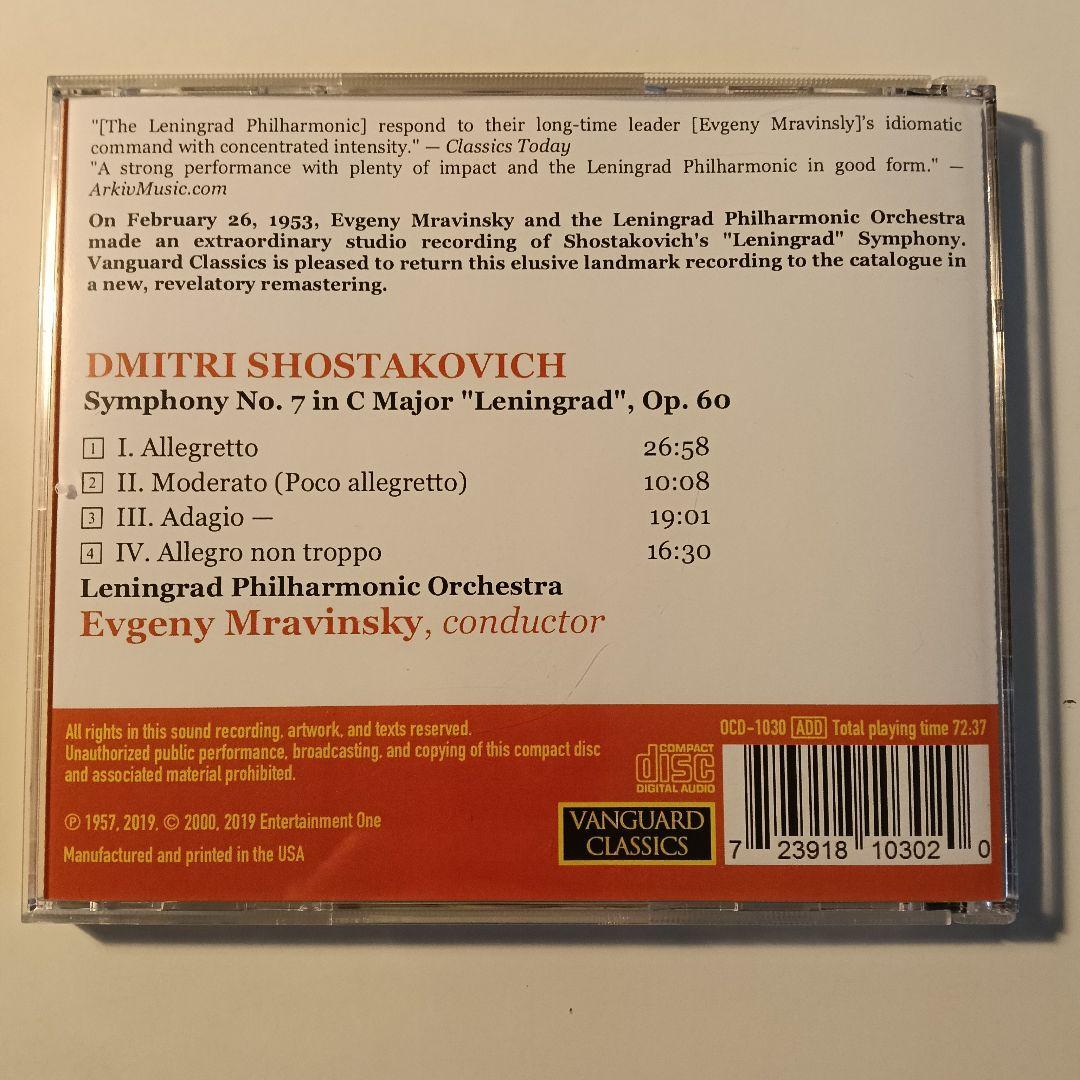 "[The Leningrad Philharmonic] respond to their long-time leader [Evgeny Mravinsly]'s idiomatic
command with concentrated intensity." — Classics Today
"A strong performance with plenty of impact and the Leningrad Philharmonic in good form." —
ArkivMusic.com
On February 26, 1953, Evgeny Mravinsky and the Leningrad Philharmonic Orchestra
made an extraordinary studio recording of Shostakovich's "Leningrad" Symphony.
Vanguard Classics is pleased to return this elusive landmark recording to the catalogue in
a new, revelatory remastering.
DMITRI SHOSTAKOVICH
Symphony No. 7 in C Major "Leningrad", Op. 60
1 I. Allegretto 26:58
2 II. Moderato (Poco allegretto) 10:08
3 III. Adagio — 19:01
4 IV. Allegro non troppo 16:30
Leningrad Philharmonic Orchestra
Evgeny Mravinsky, conductor
All rights in this sound recording, artwork, and texts reserved.
Unauthorized public performance, broadcasting, and copying of this compact disc
and associated material prohibited.
℗ 1957, 2019, © 2000, 2019 Entertainment One
Manufactured and printed in the USA
OCD-1030 ADD Total playing time 72:37
COMPACT
disc
DIGITAL AUDIO
VANGUARD
CLASSICS
7 23918 10302 0